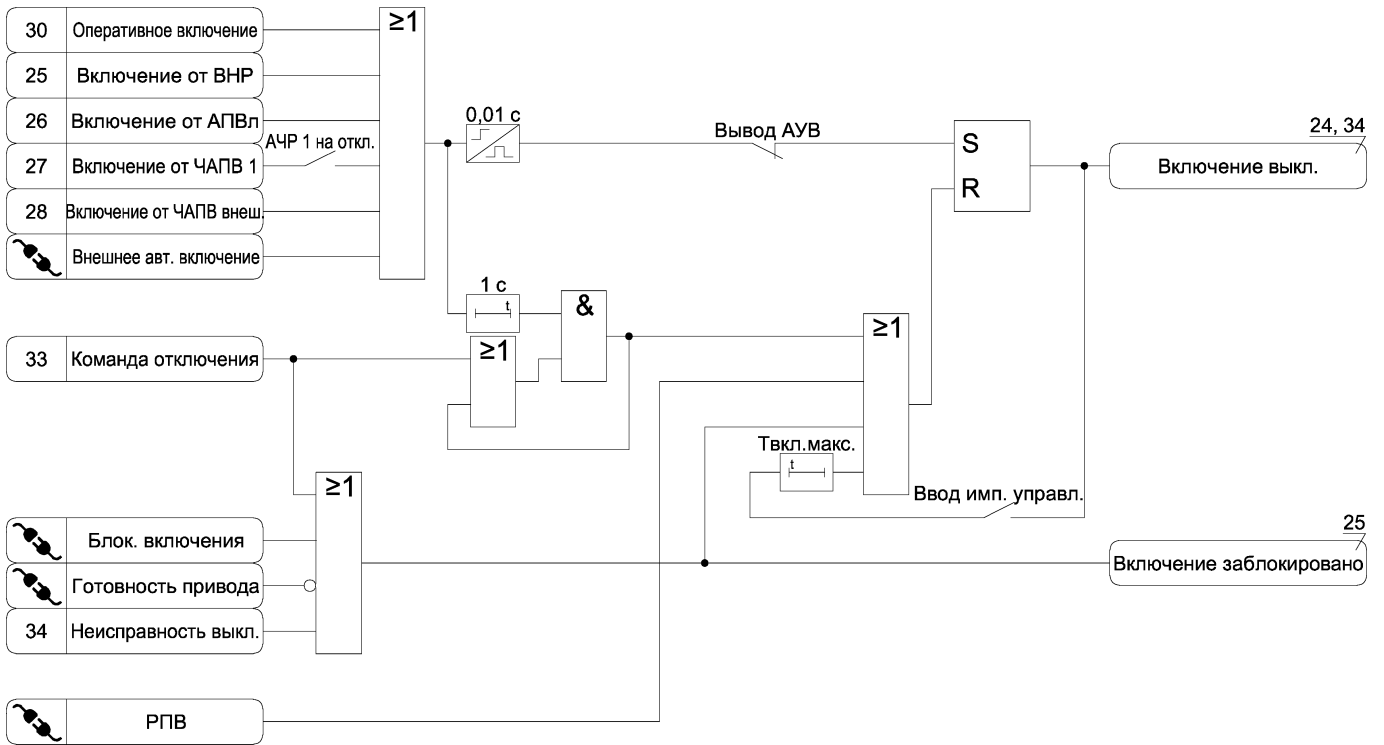 30 Оперативное включение
≥1
25 Включение от ВНР
26 Включение от АПВл
0,01 с
Вывод АУВ
24, 34
АЧР 1 на откл.
S
27 Включение от ЧАПВ 1
Включение выкл.
R
28 Включение от ЧАПВ внеш.
Внешнее авт. включение
1 с
t
&
≥1
33 Команда отключения
≥1
Твкл.макс.
t
≥1
Ввод имп. управл.
Блок. включения
25
Включение заблокировано
Готовность привода
34 Неисправность выкл.
РПВ